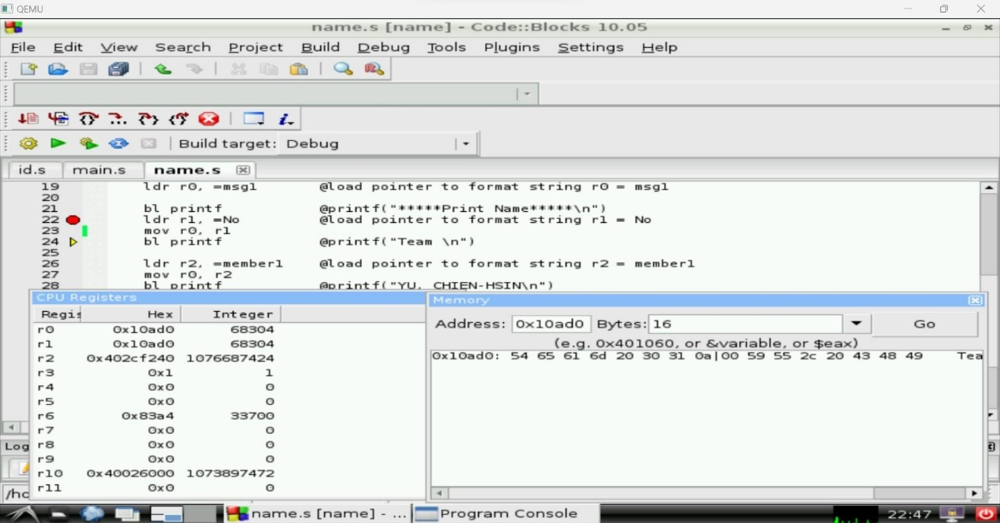 QEMU
name.s [name] - Code::Blocks 10.05
File Edit View Search Project Build Debug Tools Plugins Settings Help
Build target: Debug
id.s main.s name.s
19 ldr r0, =msg1 @load pointer to format string r0 = msg1
20
21 bl printf @printf("*****Print Name*****\n")
22 ldr r1, =No @load pointer to format string r1 = No
23 mov r0, r1
24 bl printf @printf("Team \n")
25
26 ldr r2, =member1 @load pointer to format string r2 = member1
27 mov r0, r2
28 bl printf @printf("YU, CHIEN-HSIN\n")
CPU Registers
Regis Hex Integer
r0 0x10ad0 68304
r1 0x10ad0 68304
r2 0x402cf240 1076687424
r3 0x1 1
r4 0x0 0
r5 0x0 0
r6 0x83a4 33700
r7 0x0 0
r8 0x0 0
r9 0x0 0
r10 0x40026000 1073897472
r11 0x0 0
Memory
Address: 0x10ad0 Bytes: 16 Go
(e.g. 0x401060, or &variable, or $eax)
0x10ad0: 54 65 61 6d 20 30 31 0a|00 59 55 2c 20 43 48 49 Tea
Log
/hc
name.s [name] - ... Program Console 22:47